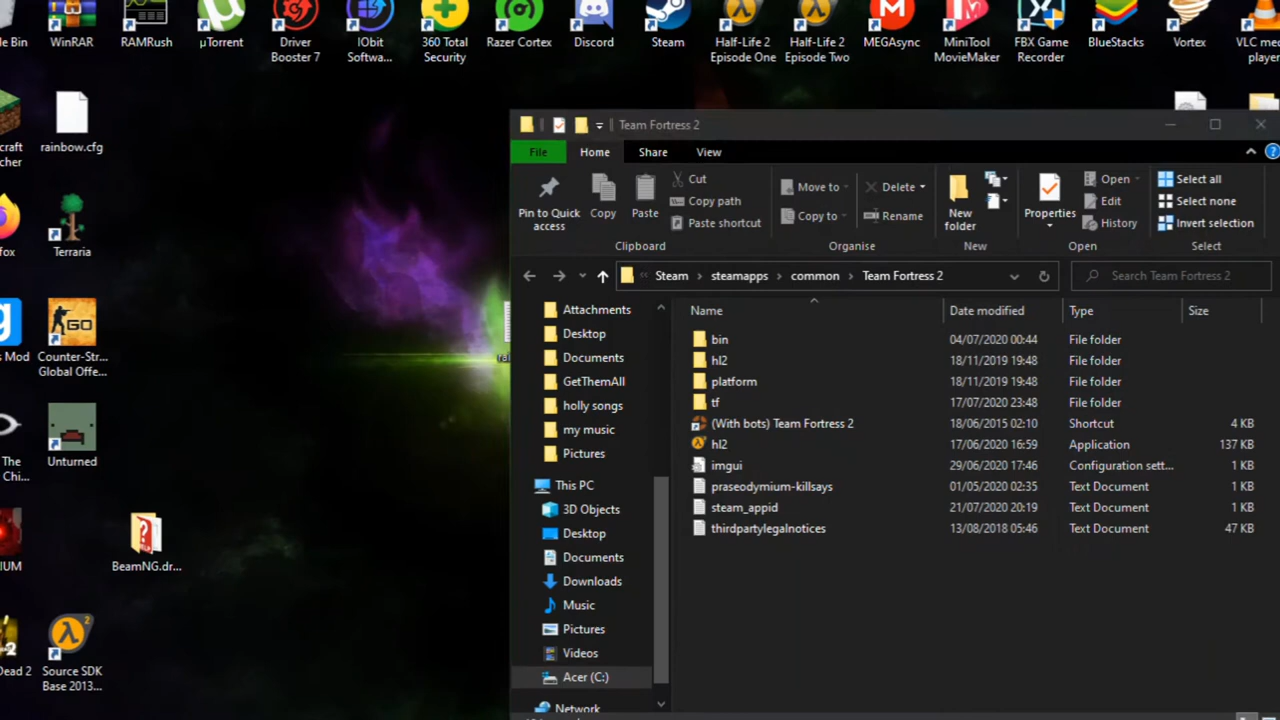 le Bin
WinRAR
RAMRush
µTorrent
Driver
Booster 7
IObit
Softwa...
360 Total
Security
Razer Cortex
Discord
Steam
Half-Life 2
Episode One
Half-Life 2
Episode Two
MEGAsync
MiniTool
MovieMaker
FBX Game
Recorder
BlueStacks
Vortex
VLC med
player
craft
cher
rainbow.cfg
fox
Terraria
s Mod
GO
Counter-Str...
Global Offe...
The
Chi...
Unturned
IUM
HELP
BeamNG.dr...
Dead 2
2
Source SDK
Base 2013...
Team Fortress 2
File
Home
Share
View
Pin to Quick
access
Copy
Paste
Cut
Copy path
Paste shortcut
Clipboard
Move to
Copy to
Delete
Rename
Organise
New
folder
New
Properties
Open
Edit
History
Open
Select all
Select none
Invert selection
Select
Steam
steamapps
common
Team Fortress 2
Search Team Fortress 2
Attachments
Desktop
Documents
GetThemAll
holly songs
my music
Pictures
This PC
3D Objects
Desktop
Documents
Downloads
Music
Pictures
Videos
Acer (C:)
Network
Name Date modified Type Size
bin 04/07/2020 00:44 File folder
hl2 18/11/2019 19:48 File folder
platform 18/11/2019 19:48 File folder
tf 17/07/2020 23:48 File folder
(With bots) Team Fortress 2 18/06/2015 02:10 Shortcut 4 KB
hl2 17/06/2020 16:59 Application 137 KB
imgui 29/06/2020 17:46 Configuration sett... 1 KB
praseodymium-killsays 01/05/2020 02:35 Text Document 1 KB
steam_appid 21/07/2020 20:19 Text Document 1 KB
thirdpartylegalnotices 13/08/2018 05:46 Text Document 47 KB